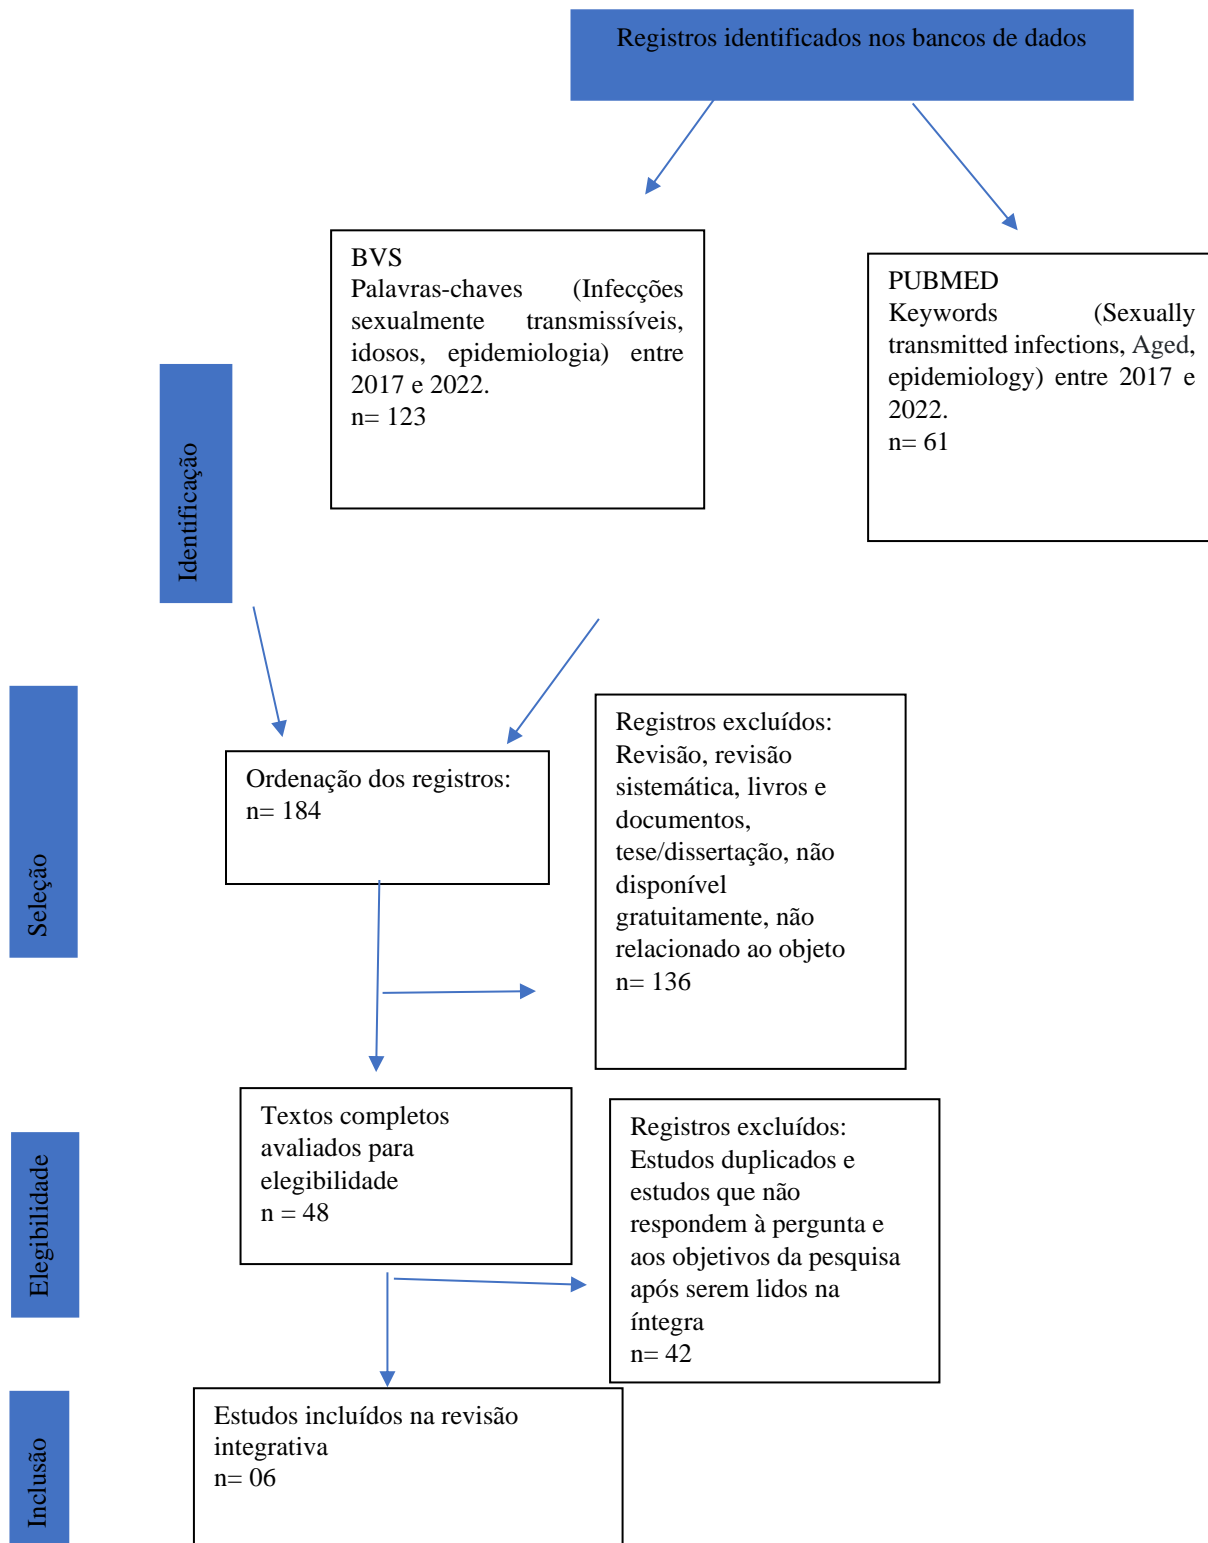 Registros identificados nos bancos de dados
BVS
Palavras-chaves (Infecções
sexualmente transmissíveis,
idosos, epidemiologia) entre
2017 e 2022.
n= 123
PUBMED
Keywords (Sexually
transmitted infections, Aged,
epidemiology) entre 2017 e
2022.
n= 61
Identificação
Ordenação dos registros:
n= 184
Registros excluídos:
Revisão, revisão
sistemática, livros e
documentos,
tese/dissertação, não
disponível
gratuitamente, não
relacionado ao objeto
n= 136
Seleção
Textos completos
avaliados para
elegibilidade
n = 48
Registros excluídos:
Estudos duplicados e
estudos que não
respondem à pergunta e
aos objetivos da pesquisa
após serem lidos na
íntegra
n= 42
Elegibilidade
Estudos incluídos na revisão
integrativa
n= 06
Inclusão